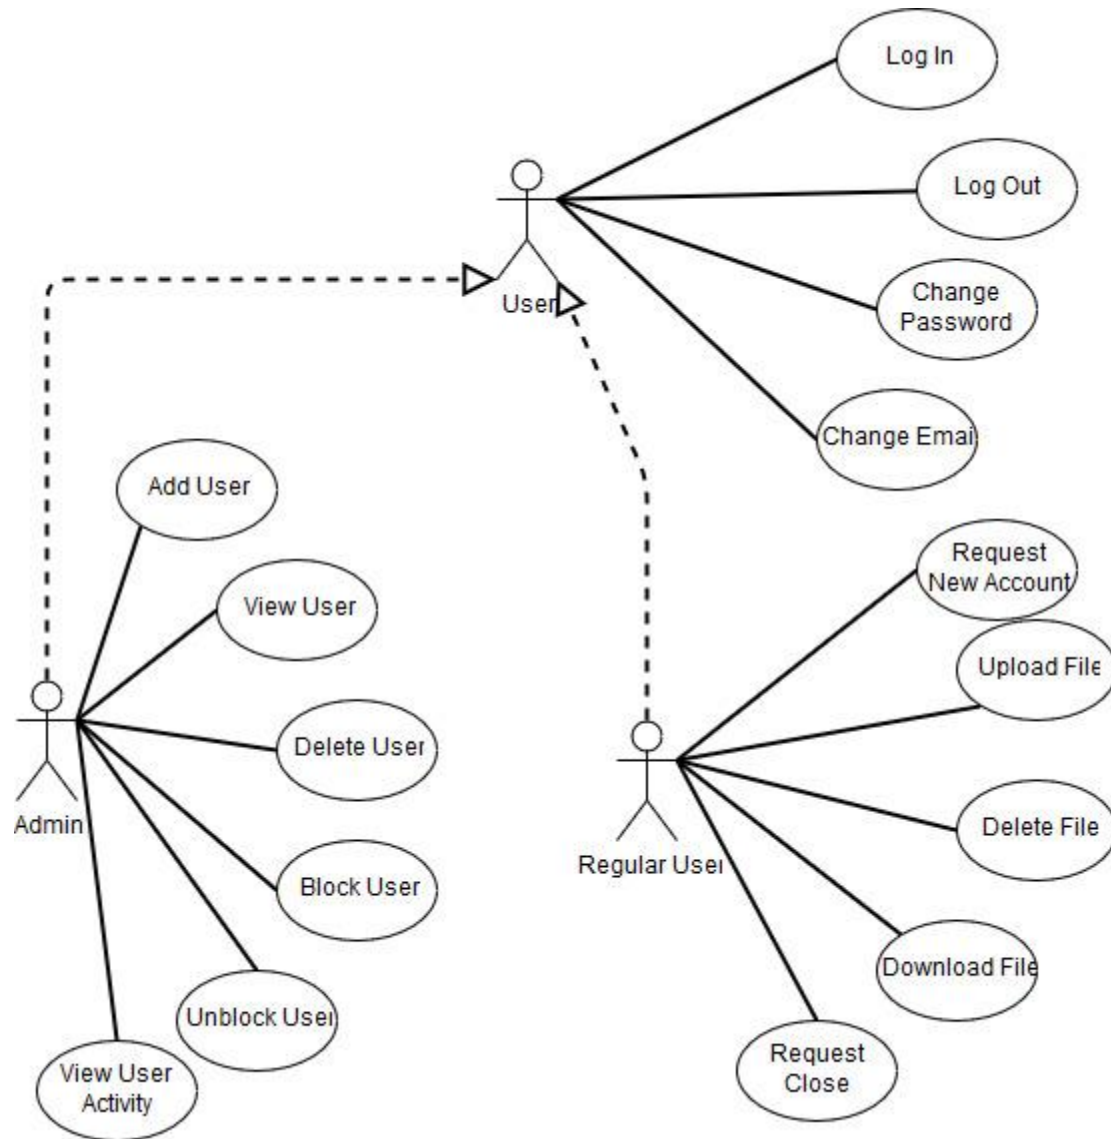 Log In
Log Out
User
Change
Password
Change Emai
Add User
Request
New Account
View User
Upload File
Delete User
Admin
Delete File
Regular User
Block User
Download File
Unblock User
Request
Close
View User
Activity